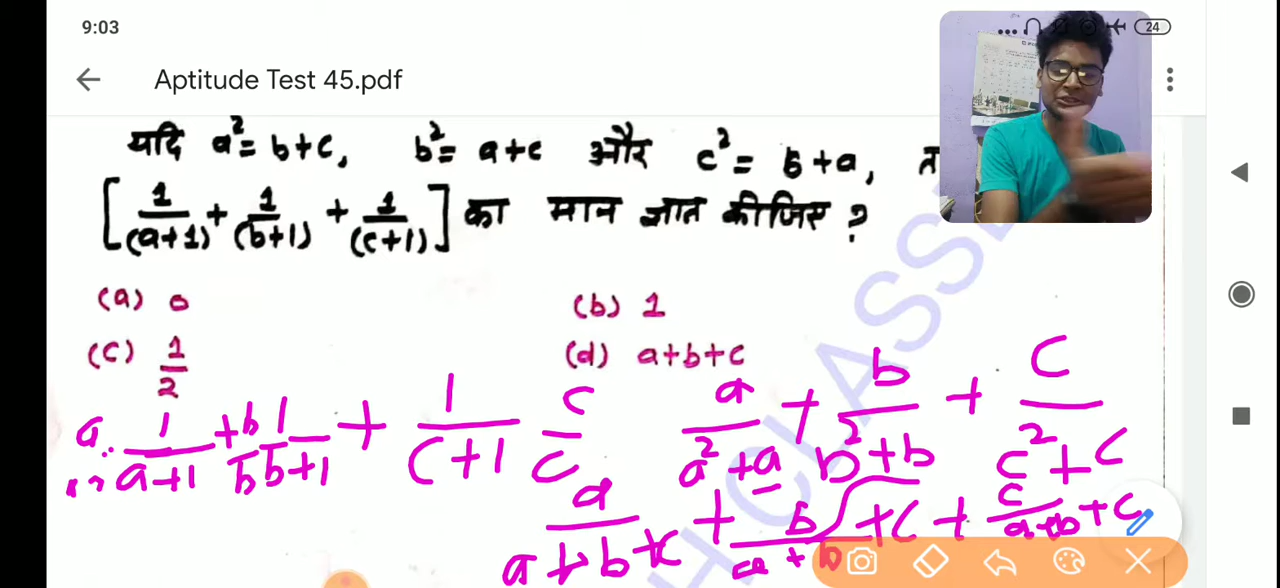 9:03
24
Aptitude Test 45.pdf
यदि a²= b+c, b²= a+c और c²= b+a, त
[1/(a+1) + 1/(b+1) + 1/(c+1)] का मान ज्ञात कीजिए ?
(a) 0 (b) 1
(c) 1/2 (d) a+b+c
a 1/(a+1) + b/b 1/(b+1) + 1/(c+1) c/c a/(a²+a) + b/(b²+b) + c/(c²+c)
a/(a+b+c) + b/(a+b+c) + c/(a+b+c)